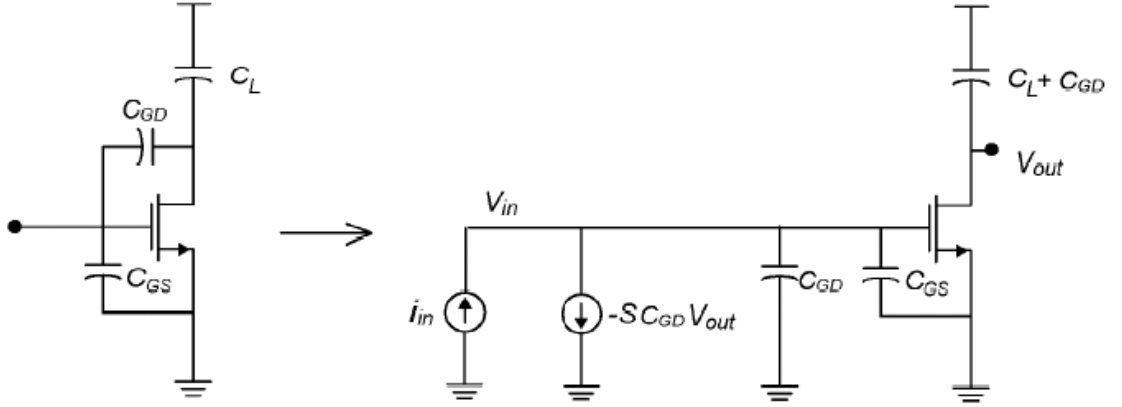 C_L
C_GD
C_GS
C_L + C_GD
V_out
V_in
i_in
-SC_GD V_out
C_GD
C_GS